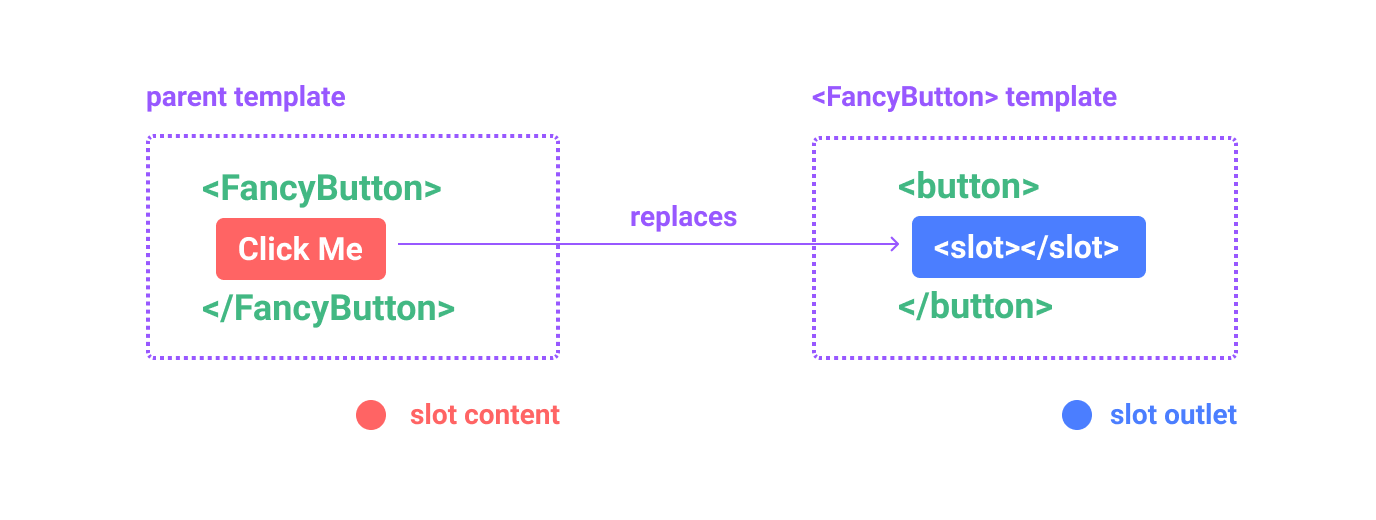 parent template
<FancyButton>
Click Me
</FancyButton>
slot content
replaces
<FancyButton> template
<button>
<slot></slot>
</button>
slot outlet